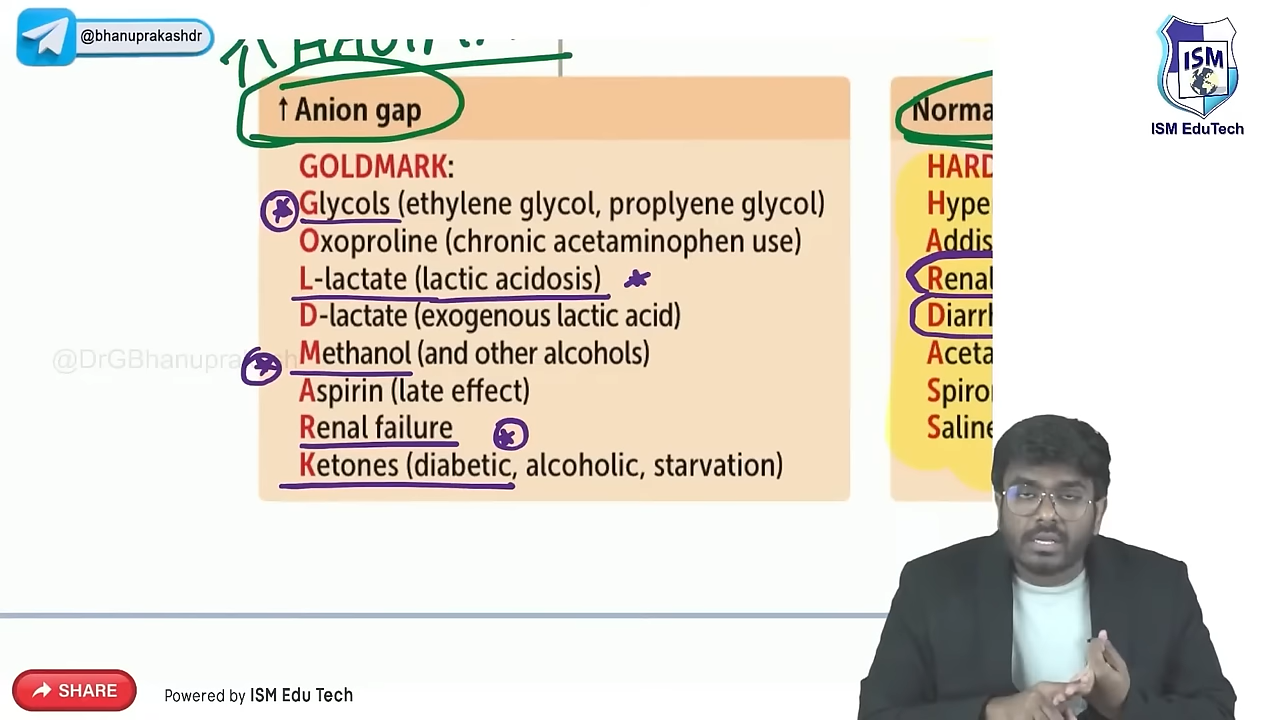 @bhanuprakashdr
ISM
ISM EduTech
↑ Anion gap
GOLDMARK:
Glycols (ethylene glycol, proplyene glycol)
Oxoproline (chronic acetaminophen use)
L-lactate (lactic acidosis)
D-lactate (exogenous lactic acid)
Methanol (and other alcohols)
Aspirin (late effect)
Renal failure
Ketones (diabetic, alcoholic, starvation)
Norma
HARD
Hype
Addis
Renal
Diarr
Aceta
Spiro
Saline
@DrGBhanuprakash
SHARE
Powered by ISM Edu Tech